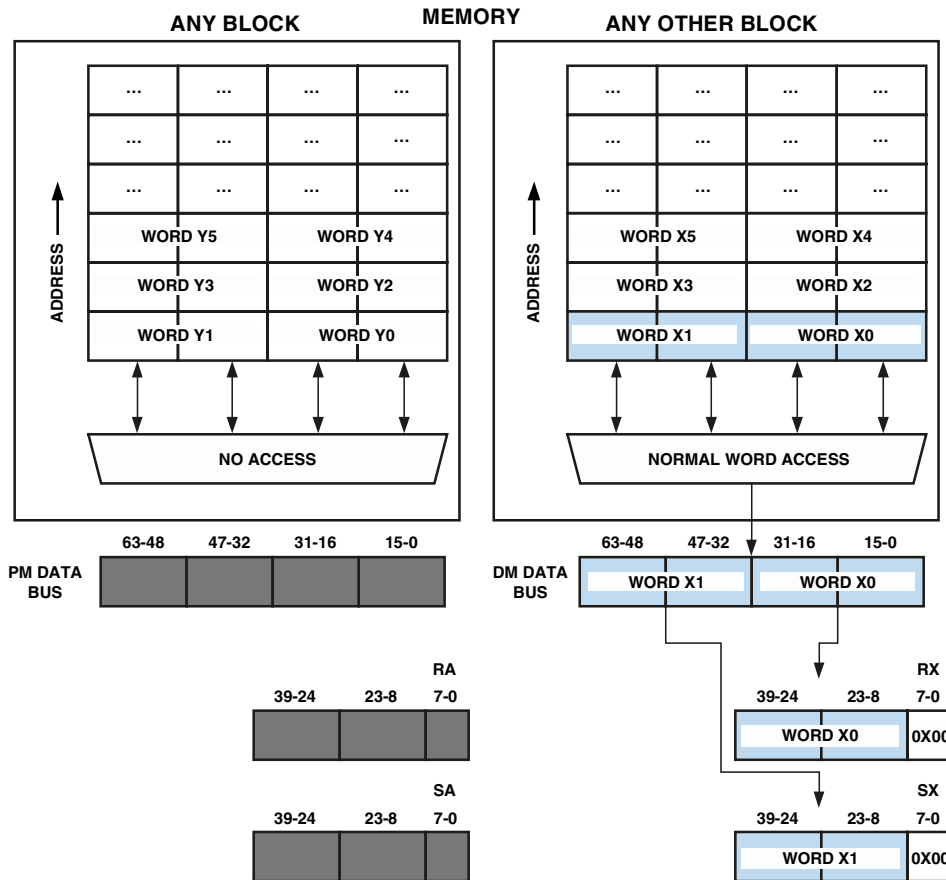 MEMORY
ANY BLOCK
ANY OTHER BLOCK
... ... ... ...
... ... ... ...
... ... ... ...
WORD Y5 WORD Y4
WORD Y3 WORD Y2
WORD Y1 WORD Y0
ADDRESS
NO ACCESS
... ... ... ...
... ... ... ...
... ... ... ...
WORD X5 WORD X4
WORD X3 WORD X2
WORD X1 WORD X0
ADDRESS
NORMAL WORD ACCESS
63-48 47-32 31-16 15-0
PM DATA
BUS
63-48 47-32 31-16 15-0
DM DATA
BUS
WORD X1 WORD X0
RA
39-24 23-8 7-0
RX
39-24 23-8 7-0
WORD X0 0X00
SA
39-24 23-8 7-0
SX
39-24 23-8 7-0
WORD X1 0X00